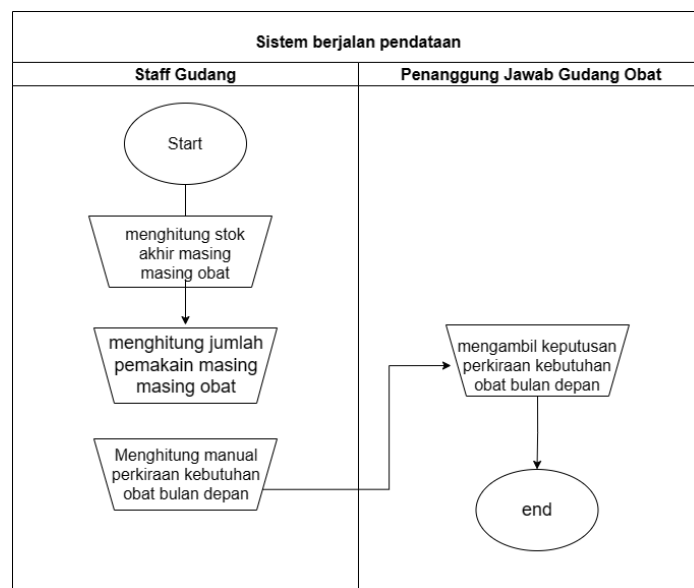 Sistem berjalan pendataan
Staff Gudang
Penanggung Jawab Gudang Obat
Start
menghitung stok
akhir masing
masing obat
menghitung jumlah
pemakain masing
masing obat
Menghitung manual
perkiraan kebutuhan
obat bulan depan
mengambil keputusan
perkiraan kebutuhan
obat bulan depan
end